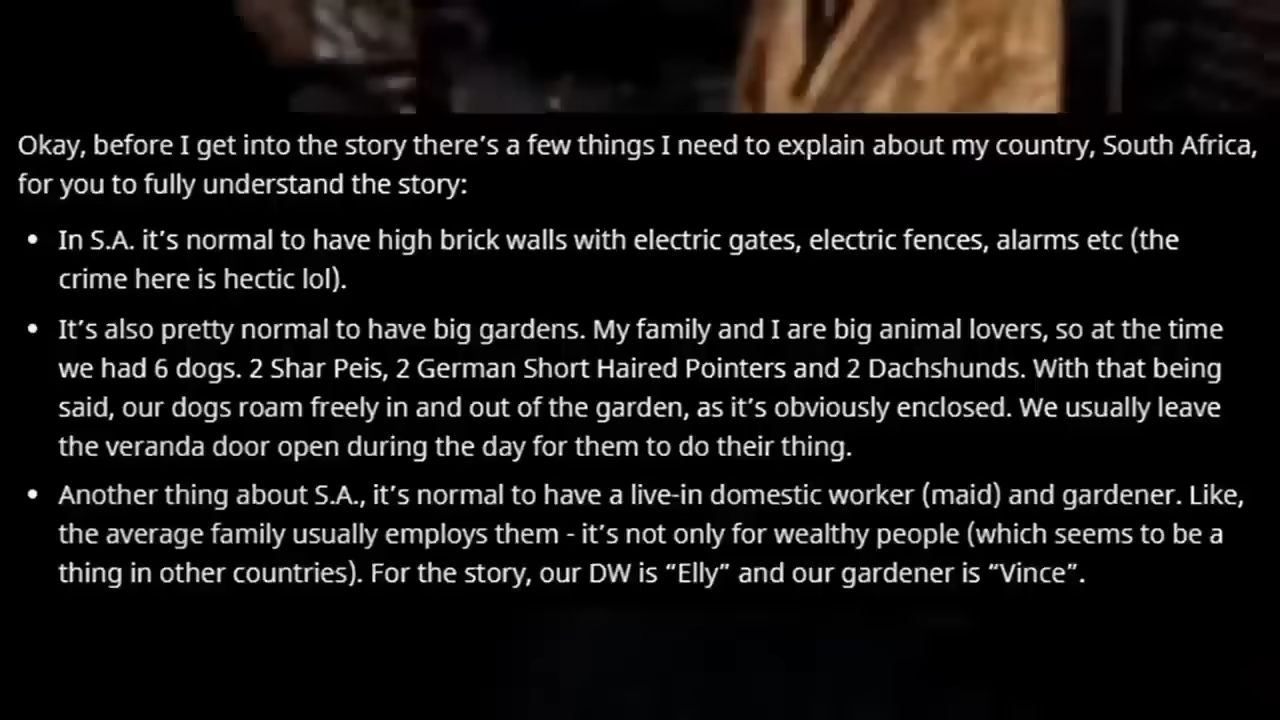 Okay, before I get into the story there’s a few things I need to explain about my country, South Africa,
for you to fully understand the story:
• In S.A. it’s normal to have high brick walls with electric gates, electric fences, alarms etc (the
crime here is hectic lol).
• It’s also pretty normal to have big gardens. My family and I are big animal lovers, so at the time
we had 6 dogs. 2 Shar Peis, 2 German Short Haired Pointers and 2 Dachshunds. With that being
said, our dogs roam freely in and out of the garden, as it’s obviously enclosed. We usually leave
the veranda door open during the day for them to do their thing.
• Another thing about S.A., it’s normal to have a live-in domestic worker (maid) and gardener. Like,
the average family usually employs them - it’s not only for wealthy people (which seems to be a
thing in other countries). For the story, our DW is “Elly” and our gardener is “Vince”.